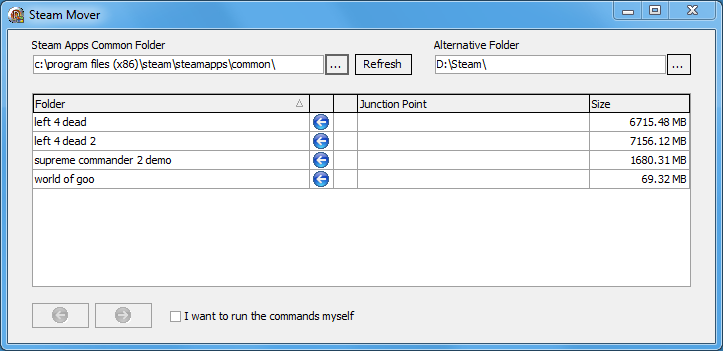 Steam Mover
Steam Apps Common Folder Alternative Folder
c:\program files (x86)\steam\steamapps\common\ ... Refresh D:\Steam\ ...
Folder Junction Point Size
left 4 dead 6715.48 MB
left 4 dead 2 7156.12 MB
supreme commander 2 demo 1680.31 MB
world of goo 69.32 MB
I want to run the commands myself